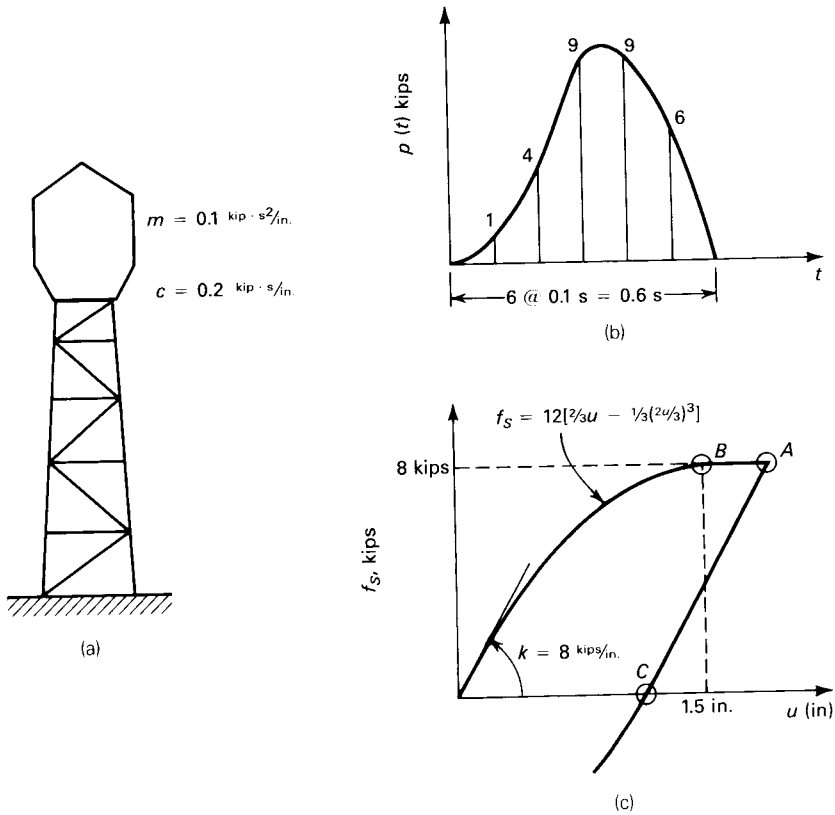 m = 0.1 kip · s²/in.
c = 0.2 kip · s/in.
(a)
p (t) kips
1
4
9
9
6
t
6 @ 0.1 s = 0.6 s
(b)
fS = 12[2/3u − 1/3(2u/3)³]
B
A
8 kips
fS, kips
k = 8 kips/in.
C
1.5 in.
u (in)
(c)